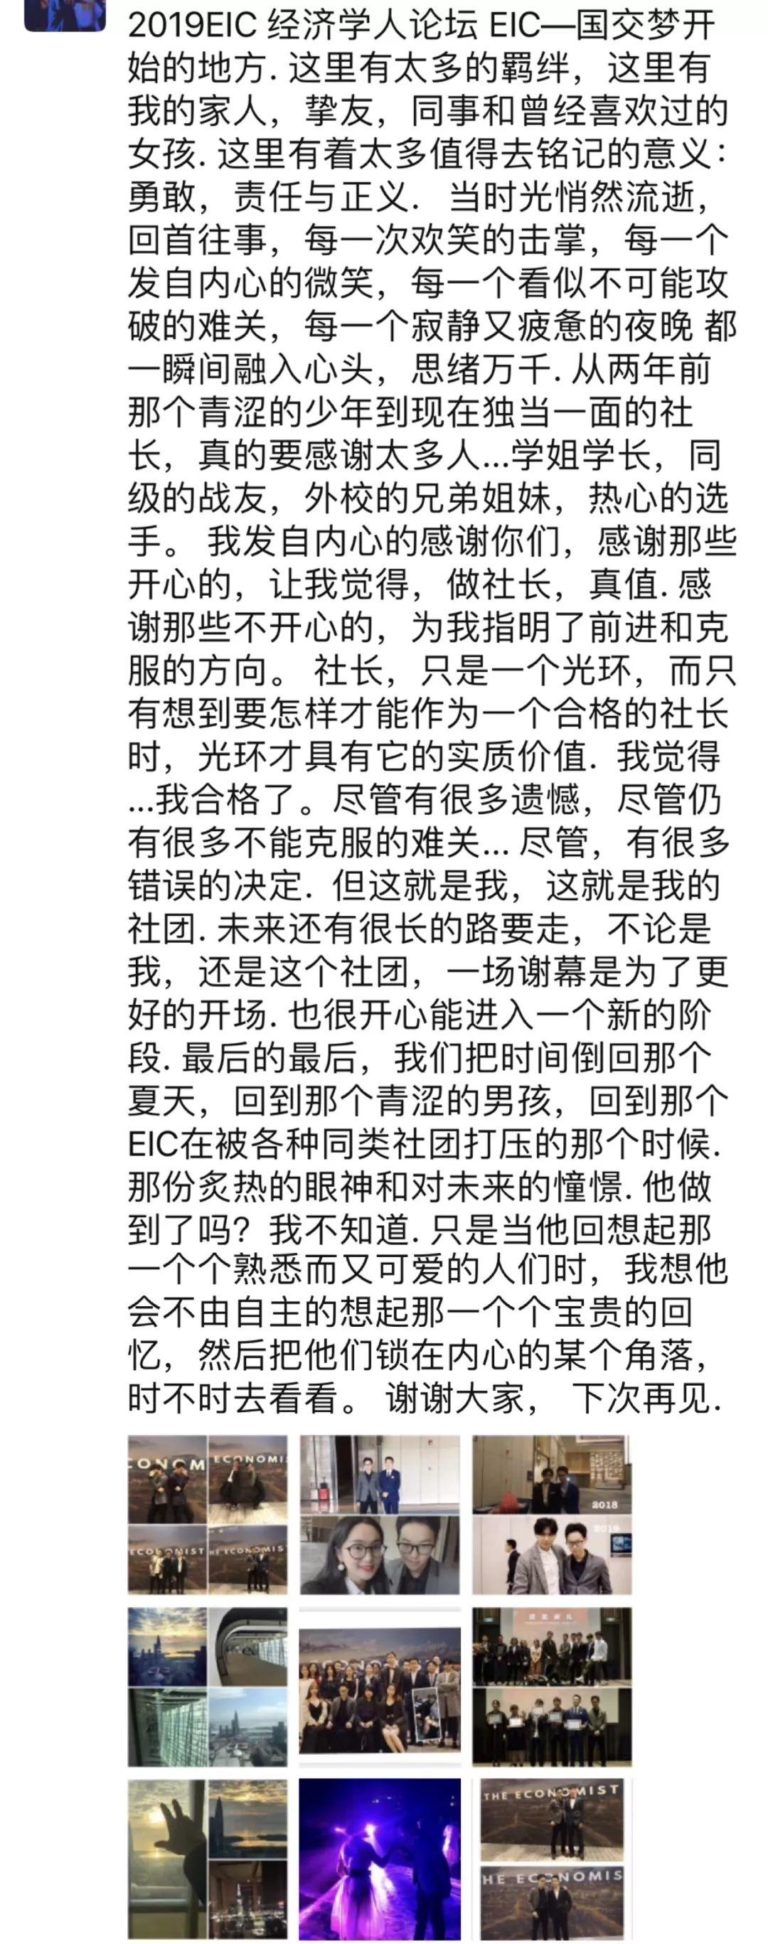 2019EIC 经济学人论坛 EIC—国交梦开
始的地方. 这里有太多的羁绊，这里有
我的家人，挚友，同事和曾经喜欢过的
女孩. 这里有着太多值得去铭记的意义：
勇敢，责任与正义. 当时光悄然流逝，
回首往事，每一次欢笑的击掌，每一个
发自内心的微笑，每一个看似不可能攻
破的难关，每一个寂静又疲惫的夜晚 都
一瞬间融入心头，思绪万千. 从两年前
那个青涩的少年到现在独当一面的社
长，真的要感谢太多人...学姐学长，同
级的战友，外校的兄弟姐妹，热心的选
手。 我发自内心的感谢你们，感谢那些
开心的，让我觉得，做社长，真值. 感
谢那些不开心的，为我指明了前进和克
服的方向。 社长，只是一个光环，而只
有想到要怎样才能作为一个合格的社长
时，光环才具有它的实质价值. 我觉得
...我合格了。尽管有很多遗憾，尽管仍
有很多不能克服的难关... 尽管，有很多
错误的决定. 但这就是我，这就是我的
社团. 未来还有很长的路要走，不论是
我，还是这个社团，一场谢幕是为了更
好的开场. 也很开心能进入一个新的阶
段. 最后的最后，我们把时间倒回那个
夏天，回到那个青涩的男孩，回到那个
EIC在被各种同类社团打压的那个时候.
那份炙热的眼神和对未来的憧憬. 他做
到了吗？我不知道. 只是当他回想起那
一个个熟悉而又可爱的人们时，我想他
会不由自主的想起那一个个宝贵的回
忆，然后把他们锁在内心的某个角落，
时不时去看看。 谢谢大家， 下次再见.
CONOM
ECONOMI
ECONOMIST
HE ECONOMIS
2018
2019
THE ECONOMIST
HE ECONOMIS